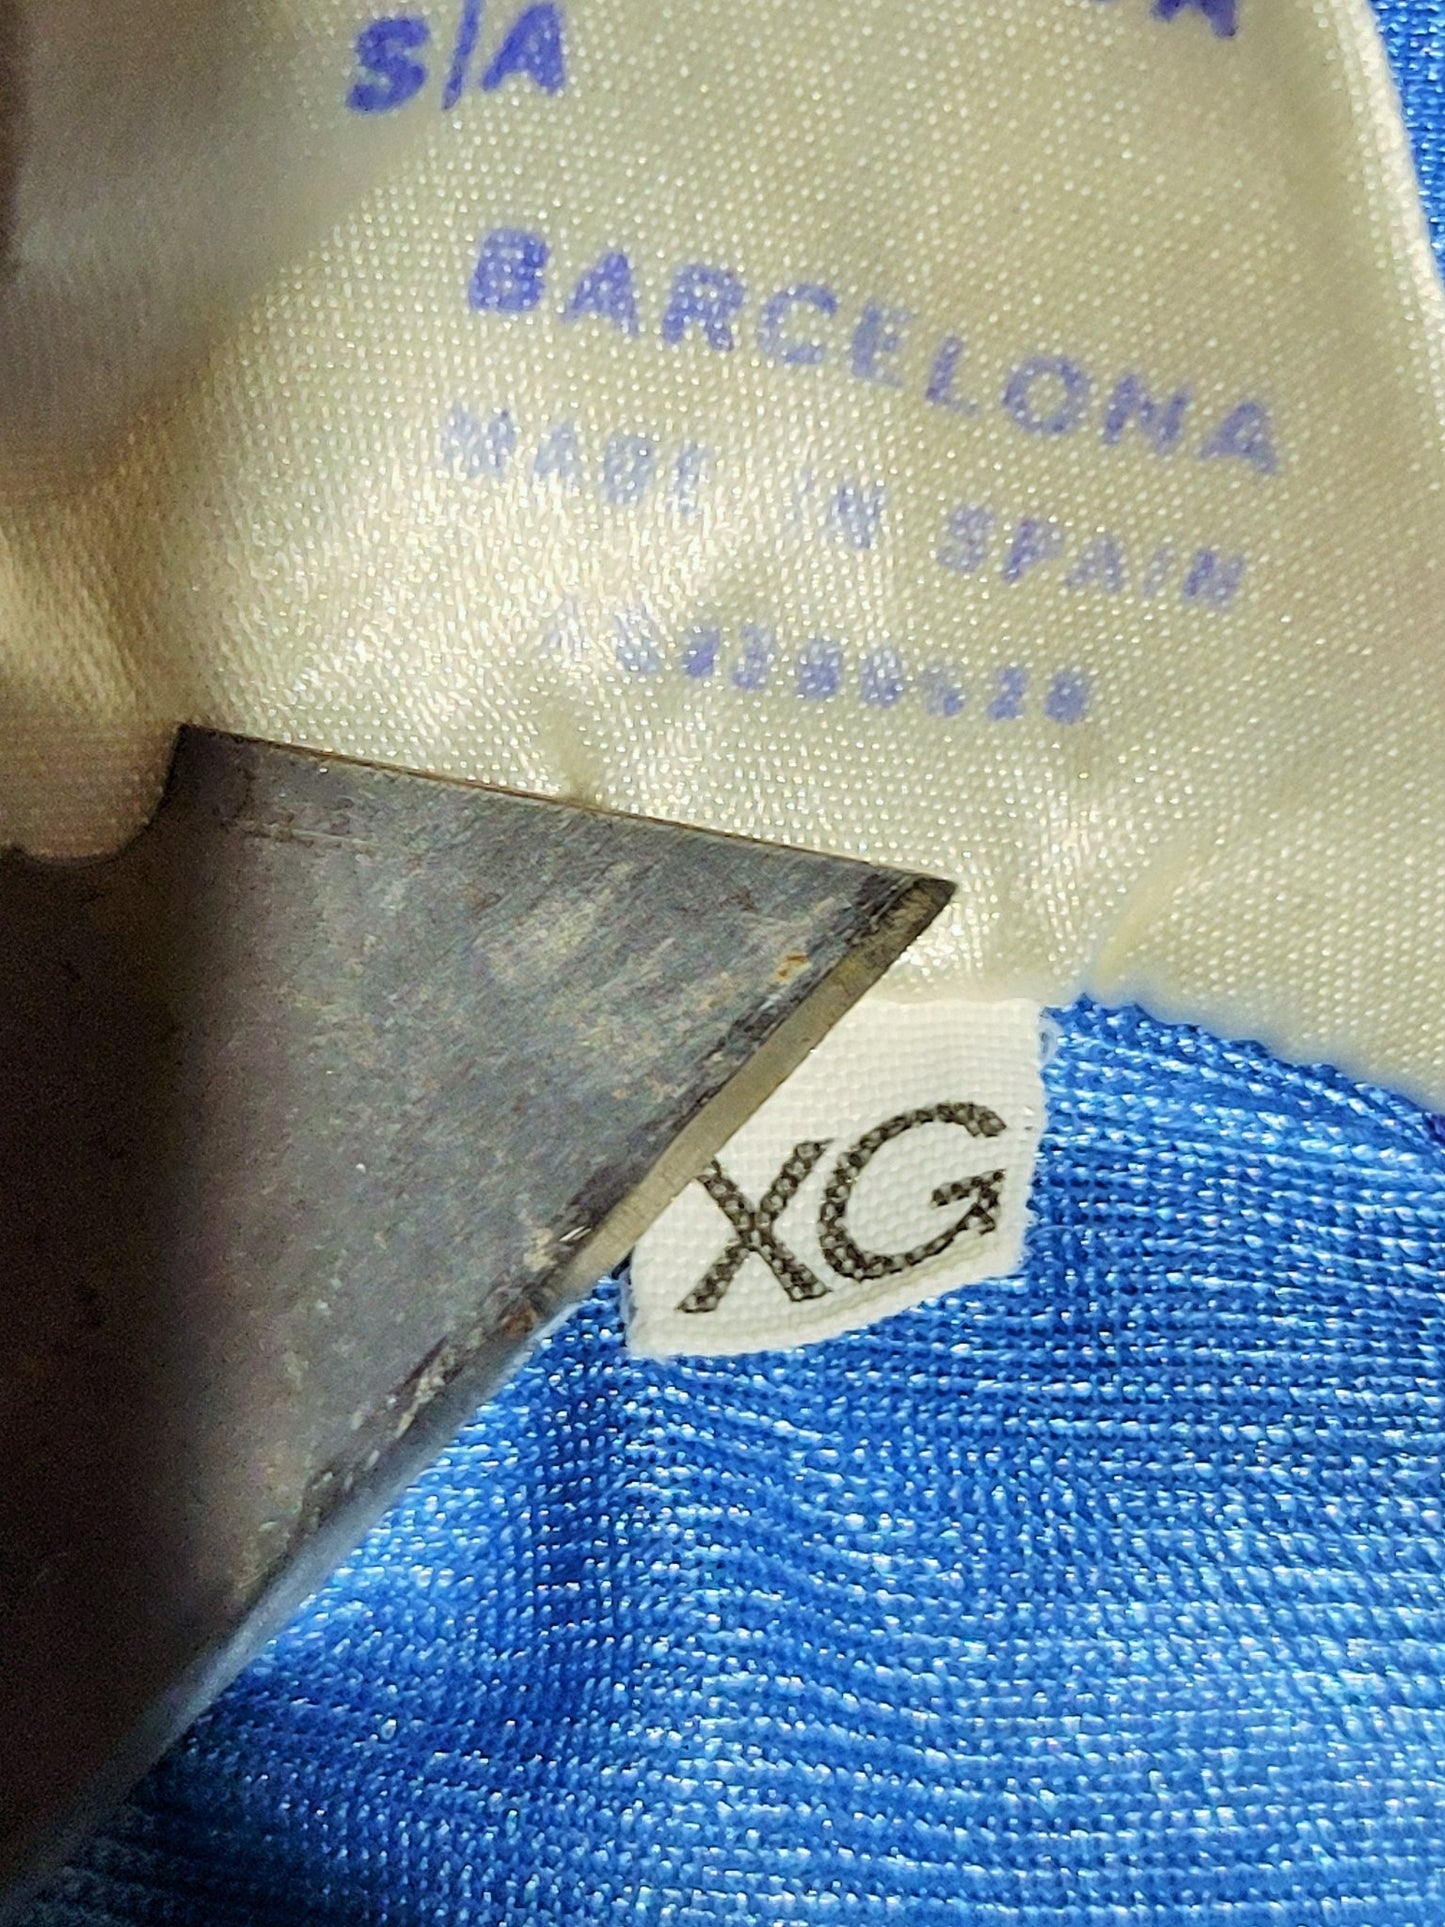 S/A
BARCELONA
MADE IN SPAIN
XG